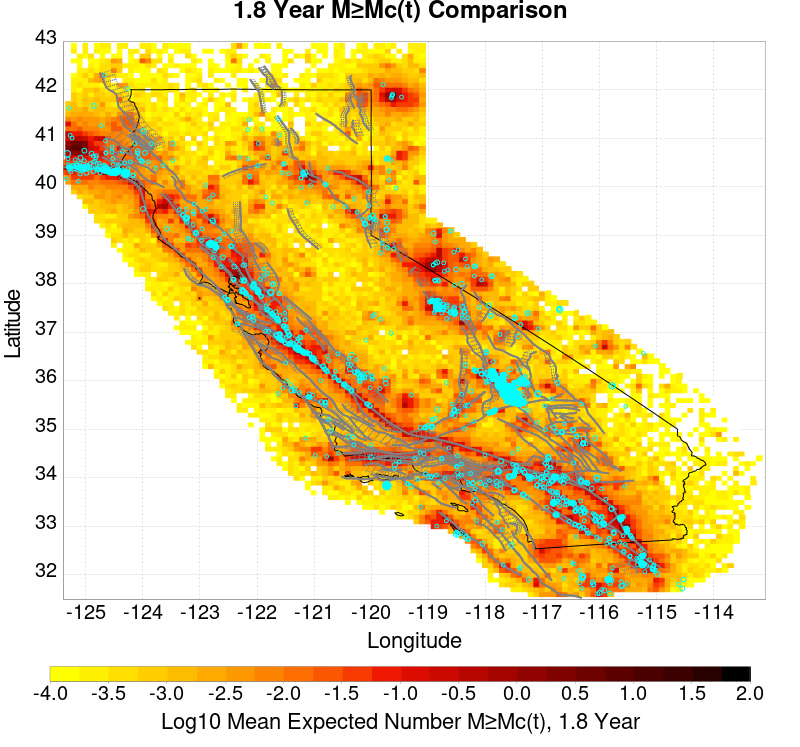 1.8 Year M≥Mc(t) Comparison
43
42
41
40
39
38
37
36
35
34
33
32
Latitude
-125 -124 -123 -122 -121 -120 -119 -118 -117 -116 -115 -114
Longitude
-4.0 -3.5 -3.0 -2.5 -2.0 -1.5 -1.0 -0.5 0.0 0.5 1.0 1.5 2.0
Log10 Mean Expected Number M≥Mc(t), 1.8 Year